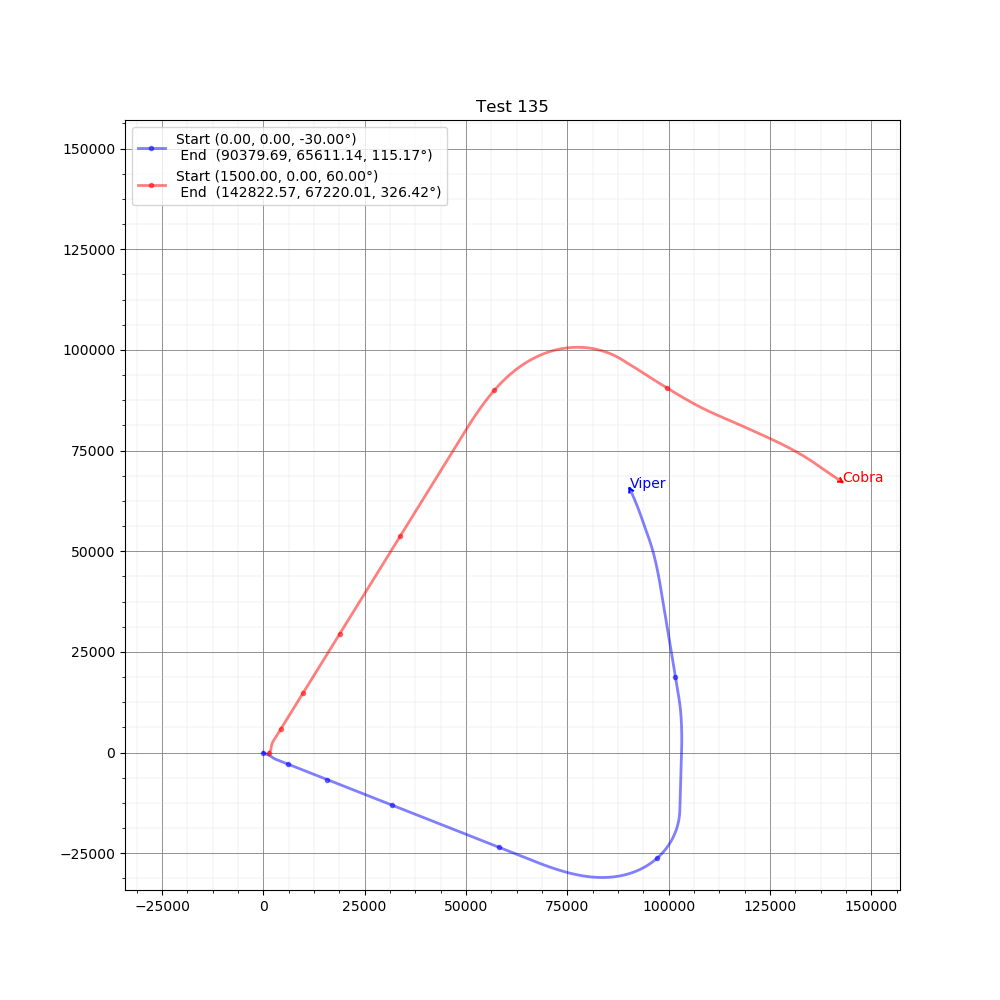 Test 135
Start (0.00, 0.00, -30.00°)
End (90379.69, 65611.14, 115.17°)
Start (1500.00, 0.00, 60.00°)
End (142822.57, 67220.01, 326.42°)
150000
125000
100000
75000
50000
25000
0
−25000
Viper
Cobra
−25000 0 25000 50000 75000 100000 125000 150000